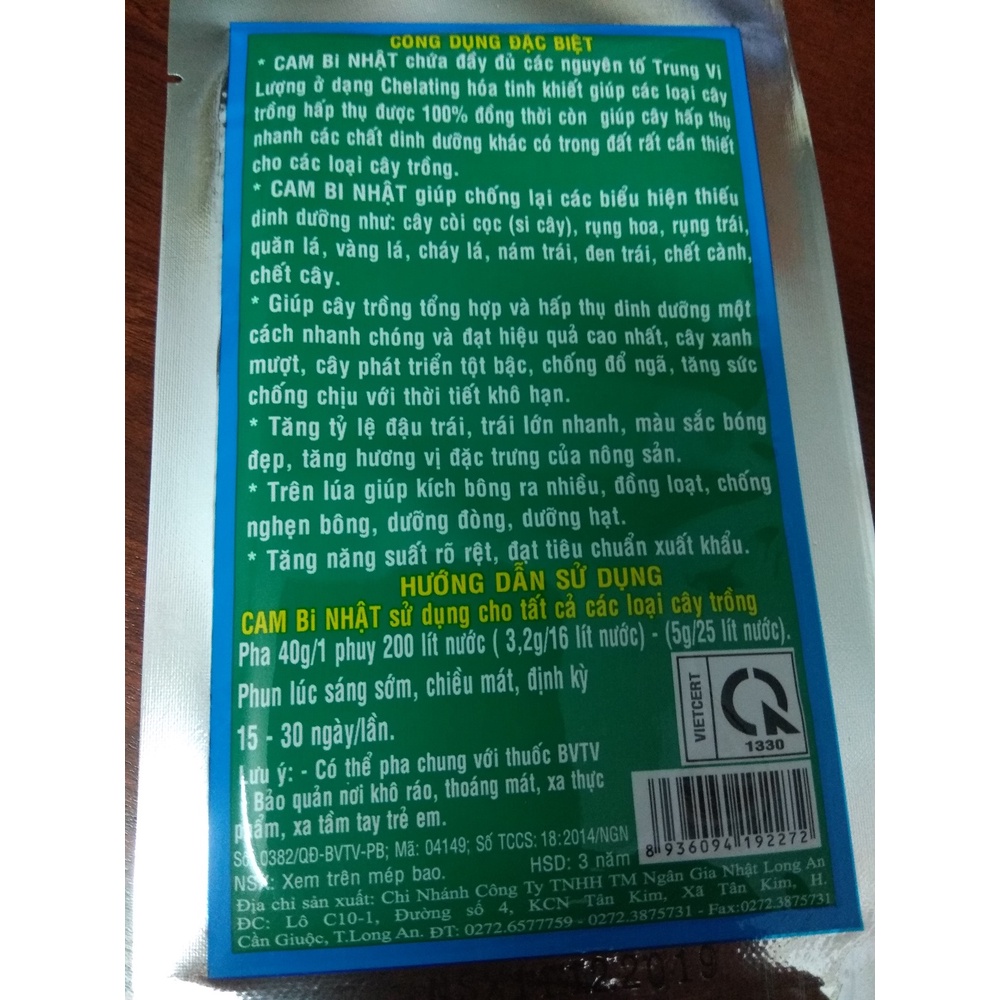 CÔNG DỤNG ĐẶC BIỆT
* CAM Bi NHẬT chứa đầy đủ các nguyên tố Trung Vi
Lượng ở dạng Chelating hóa tinh khiết giúp các loại cây
trồng hấp thụ được 100% đồng thời còn giúp cây hấp thụ
nhanh các chất dinh dưỡng khác có trong đất rất cần thiết
cho các loại cây trồng.
* CAM BI NHẬT giúp chống lại các biểu hiện thiếu
dinh dưỡng như: cây còi cọc (si cây), rụng hoa, rụng trái,
quăn lá, vàng lá, cháy lá, nám trái, đen trái, chết cành,
chết cây.
* Giúp cây trồng tổng hợp và hấp thụ dinh dưỡng một
cách nhanh chóng và đạt hiệu quả cao nhất, cây xanh
mượt, cây phát triển tột bậc, chống đổ ngã, tăng sức
chống chịu với thời tiết khô hạn.
* Tăng tỷ lệ đậu trái, trái lớn nhanh, màu sắc bóng
đẹp, tăng hương vị đặc trưng của nông sản.
* Trên lúa giúp kích bông ra nhiều, đồng loạt, chống
nghẹn bông, dưỡng đòng, dưỡng hạt.
* Tăng năng suất rõ rệt, đạt tiêu chuẩn xuất khẩu.
HƯỚNG DẪN SỬ DỤNG
CAM Bi NHẬT sử dụng cho tất cả các loại cây trồng
Pha 40g/1 phuy 200 lít nước ( 3,2g/16 lít nước) - (5g/25 lít nước).
Phun lúc sáng sớm, chiều mát, định kỳ
15 - 30 ngày/lần.
VIETCERT
1330
Lưu ý: - Có thể pha chung với thuốc BVTV
- Bảo quản nơi khô ráo, thoáng mát, xa thực
phẩm, xa tầm tay trẻ em.
Số: 0382/QĐ-BVTV-PB; Mã: 04149; Số TCCS: 18:2014/NGN
8 936094 192272
NSX: Xem trên mép bao. HSD: 3 năm
Địa chỉ sản xuất: Chi Nhánh Công Ty TNHH TM Ngân Gia Nhật Long An
ĐC: Lô C10-1, Đường số 4, KCN Tân Kim, Xã Tân Kim, H.
Cần Giuộc, T.Long An. ĐT: 0272.6577759 - 0272.3875731 - Fax:0272.3875731
2019